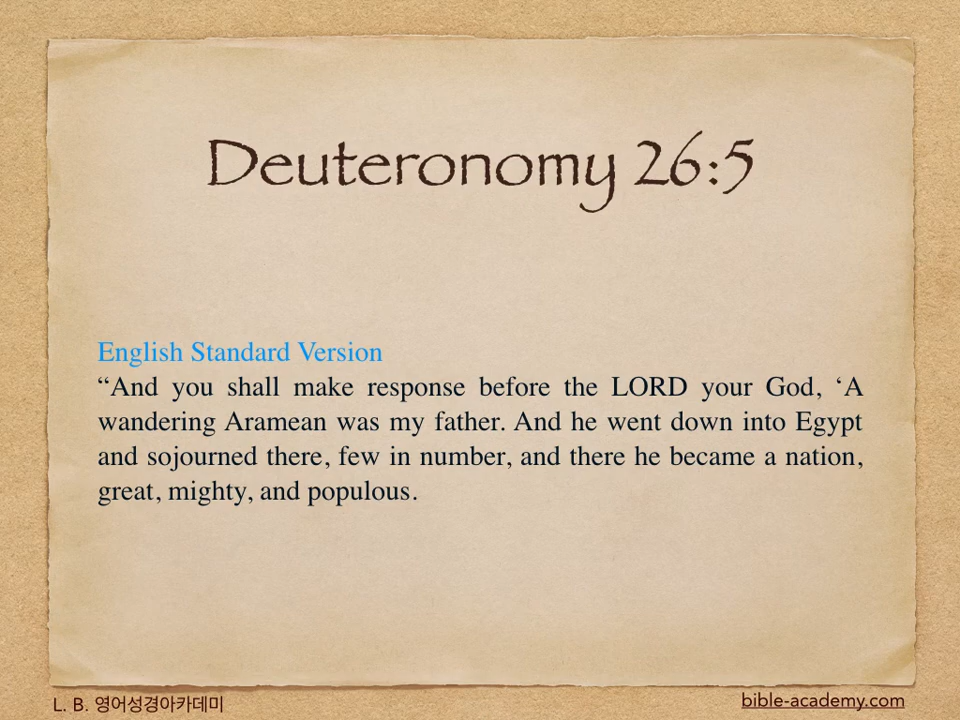 Deuteronomy 26:5
English Standard Version
“And you shall make response before the LORD your God, ‘A
wandering Aramean was my father. And he went down into Egypt
and sojourned there, few in number, and there he became a nation,
great, mighty, and populous.
L. B. 영어성경아카데미
bible-academy.com